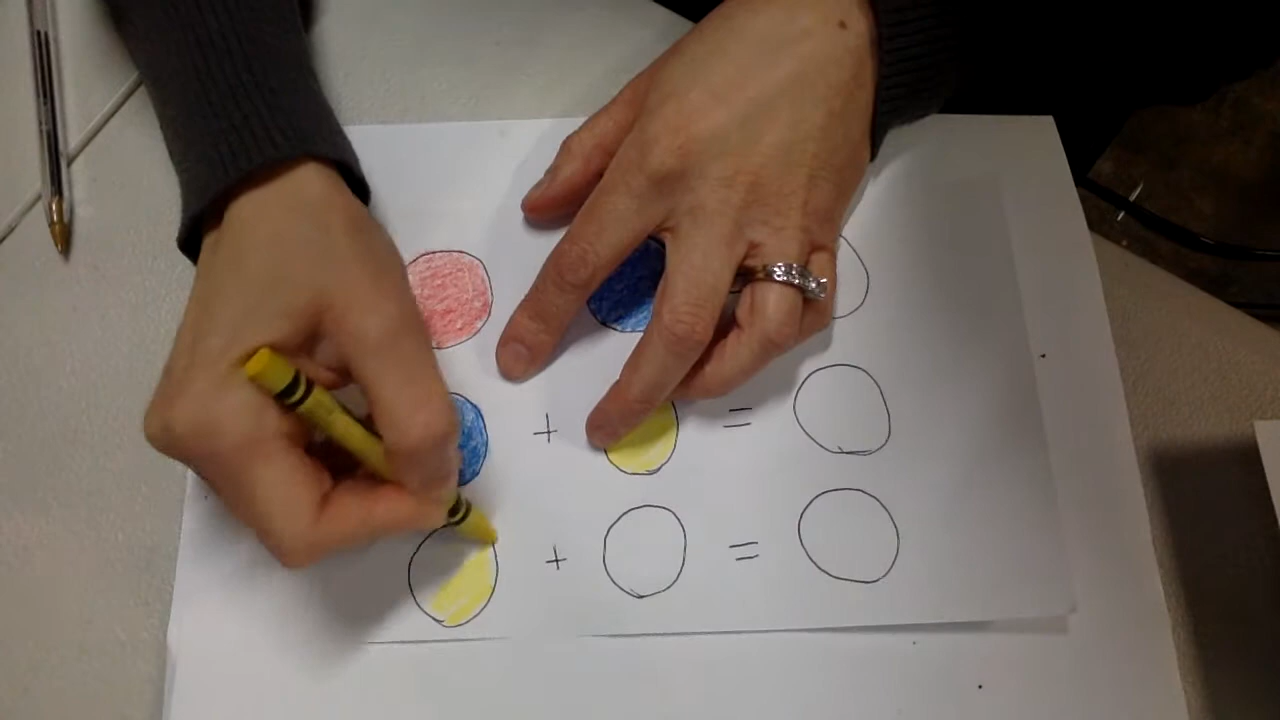 + =
+ =